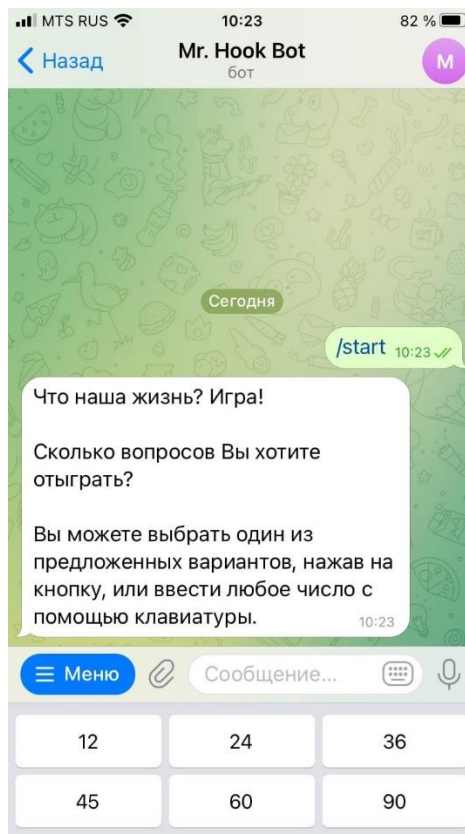 MTS RUS 10:23 82 %
Назад Mr. Hook Bot М
бот
Сегодня
/start 10:23
Что наша жизнь? Игра!
Сколько вопросов Вы хотите
отыграть?
Вы можете выбрать один из
предложенных вариантов, нажав на
кнопку, или ввести любое число с
помощью клавиатуры. 10:23
Меню Сообщение...
12 24 36
45 60 90